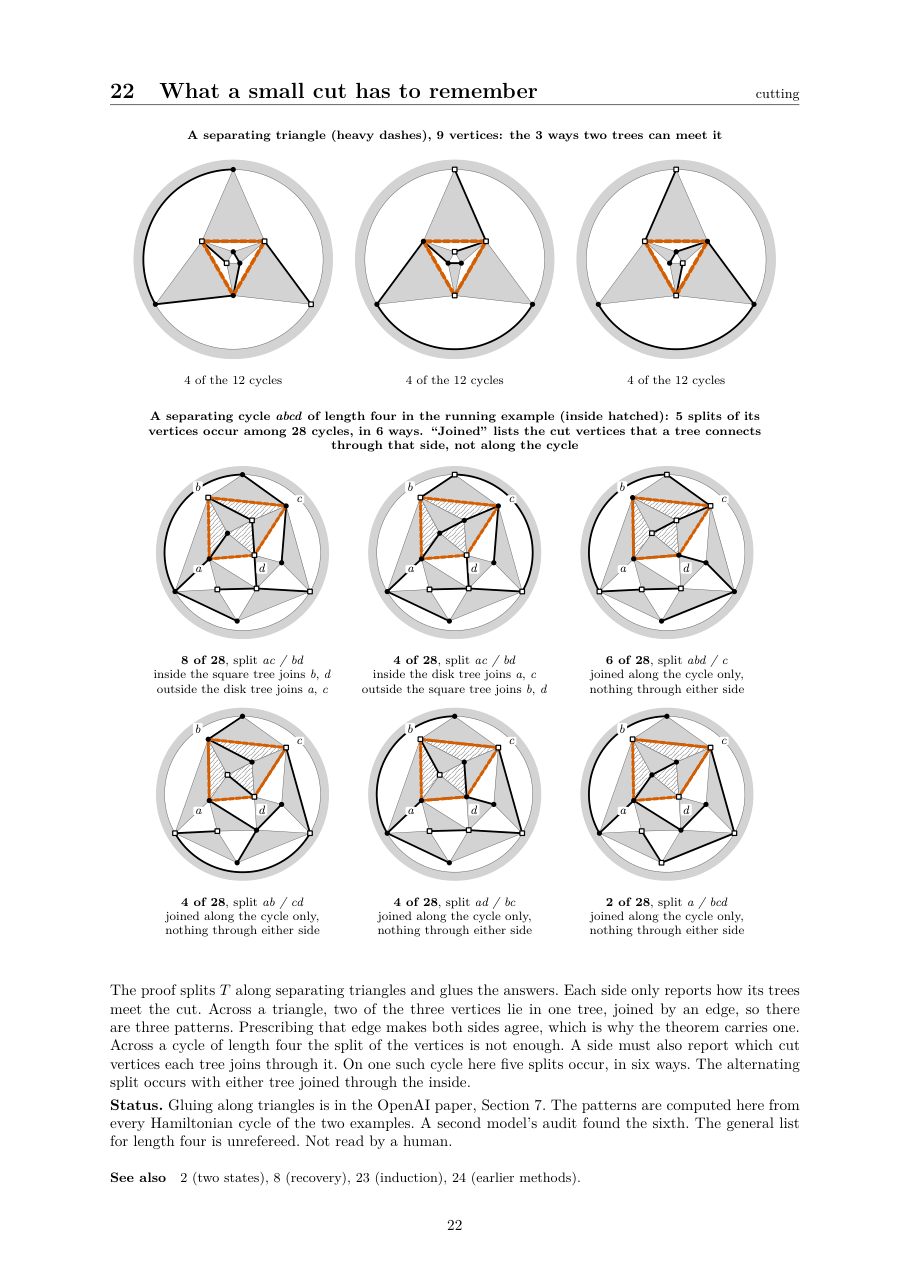 22 What a small cut has to remember cutting
A separating triangle (heavy dashes), 9 vertices: the 3 ways two trees can meet it
4 of the 12 cycles 4 of the 12 cycles 4 of the 12 cycles
A separating cycle abcd of length four in the running example (inside hatched): 5 splits of its
vertices occur among 28 cycles, in 6 ways. “Joined” lists the cut vertices that a tree connects
through that side, not along the cycle
b c b c b c
a d a d a d
8 of 28, split ac / bd 4 of 28, split ac / bd 6 of 28, split abd / c
inside the square tree joins b, d inside the disk tree joins a, c joined along the cycle only,
outside the disk tree joins a, c outside the square tree joins b, d nothing through either side
b c b c b c
a d a d a d
4 of 28, split ab / cd 4 of 28, split ad / bc 2 of 28, split a / bcd
joined along the cycle only, joined along the cycle only, joined along the cycle only,
nothing through either side nothing through either side nothing through either side
The proof splits T along separating triangles and glues the answers. Each side only reports how its trees
meet the cut. Across a triangle, two of the three vertices lie in one tree, joined by an edge, so there
are three patterns. Prescribing that edge makes both sides agree, which is why the theorem carries one.
Across a cycle of length four the split of the vertices is not enough. A side must also report which cut
vertices each tree joins through it. On one such cycle here five splits occur, in six ways. The alternating
split occurs with either tree joined through the inside.
Status. Gluing along triangles is in the OpenAI paper, Section 7. The patterns are computed here from
every Hamiltonian cycle of the two examples. A second model’s audit found the sixth. The general list
for length four is unrefereed. Not read by a human.
See also 2 (two states), 8 (recovery), 23 (induction), 24 (earlier methods).
22